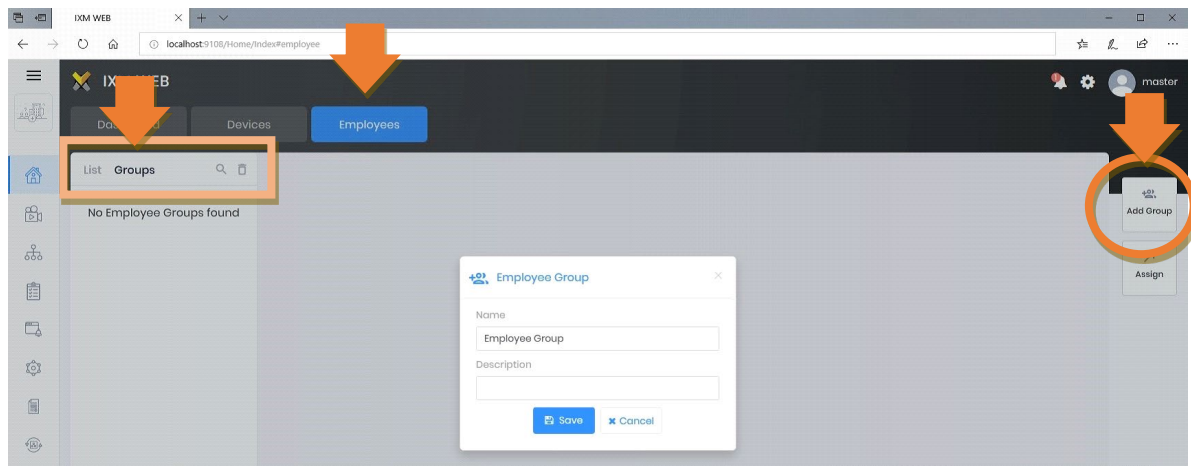 IXM WEB
localhost:9108/Home/Index#employee
WEB
master
Devices
Employees
List Groups
No Employee Groups found
Add Group
Assign
Employee Group
Name
Employee Group
Description
Save
Cancel